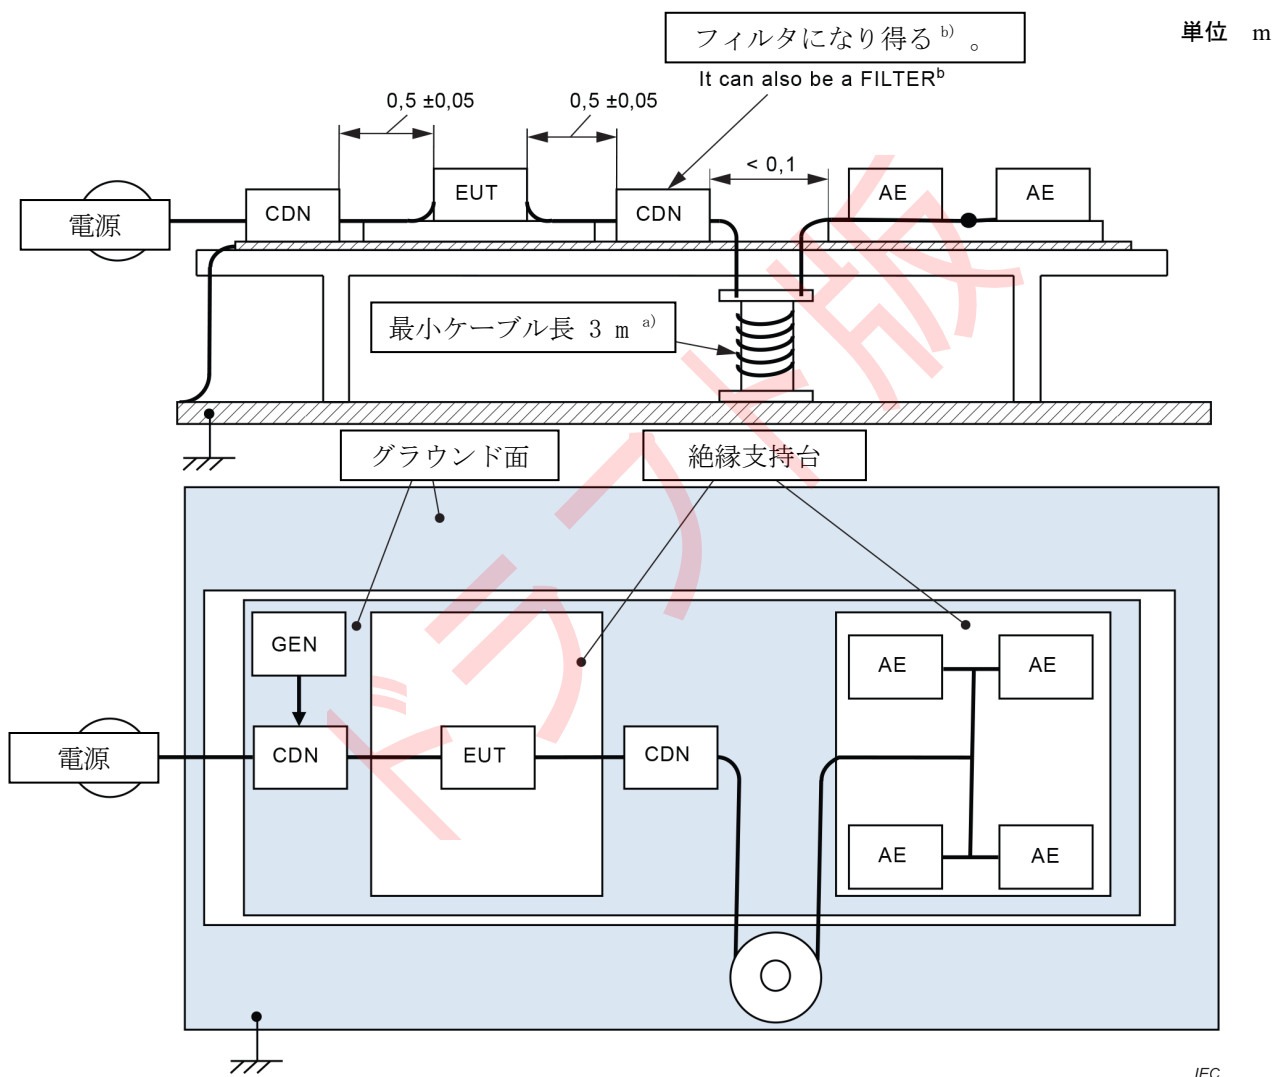 単位 m
フィルタになり得る b) 。
It can also be a FILTERb
0,5 ±0,05
0,5 ±0,05
< 0,1
電源
CDN
EUT
CDN
AE
AE
最小ケーブル長 3 m a)
グラウンド面
絶縁支持台
GEN
AE
AE
電源
CDN
EUT
CDN
AE
AE
IEC
ドラフト版